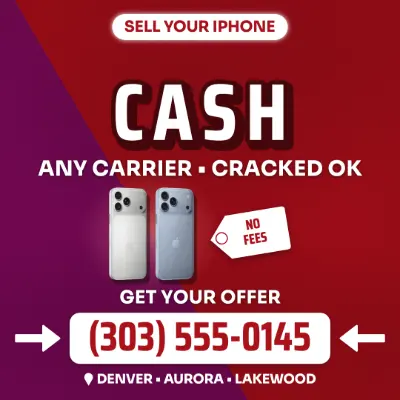 SELL YOUR IPHONE
CASH
ANY CARRIER • CRACKED OK
NO
FEES
GET YOUR OFFER
(303) 555-0145
DENVER • AURORA • LAKEWOOD